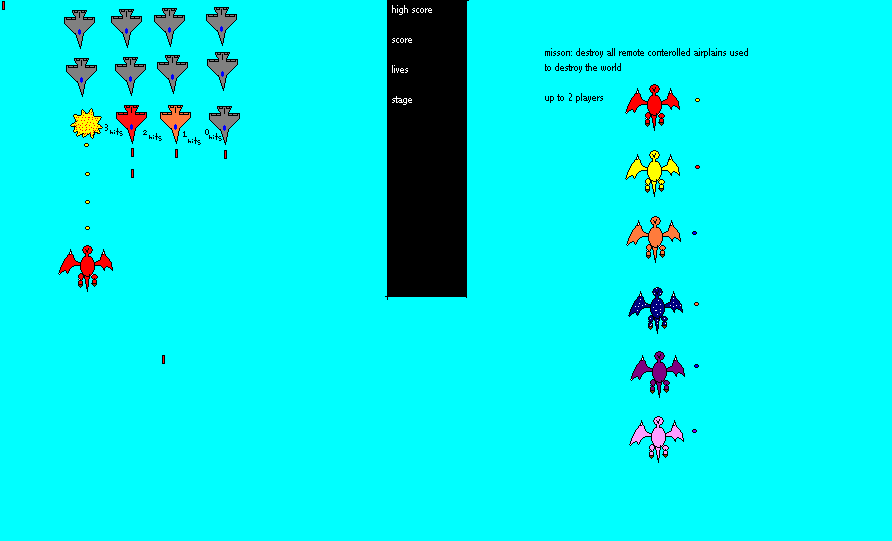 high score
score
lives
stage
misson: destroy all remote conterolled airplains used
to destroy the world
up to 2 players
3 hits 2 hits 1 hits 0 hits